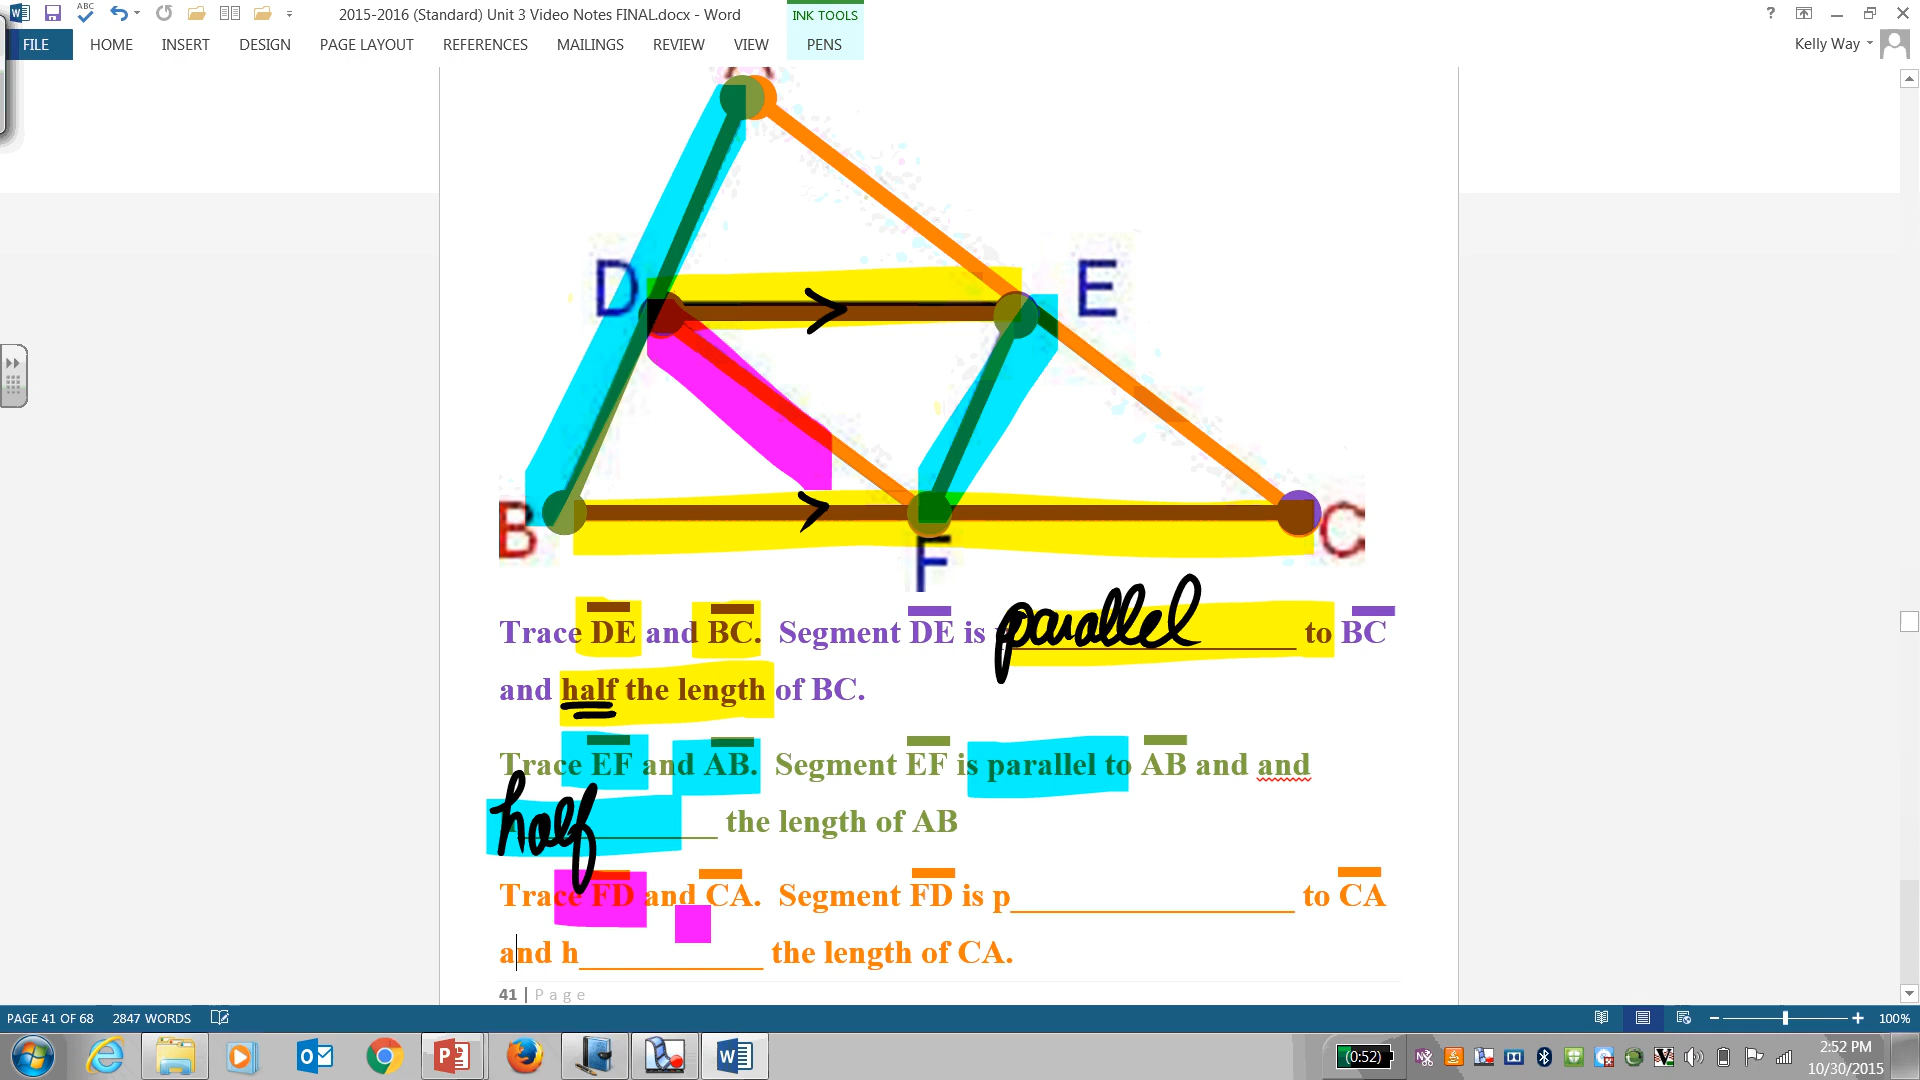 2015-2016 (Standard) Unit 3 Video Notes FINAL.docx - Word
INK TOOLS
FILE HOME INSERT DESIGN PAGE LAYOUT REFERENCES MAILINGS REVIEW VIEW PENS
Kelly Way
D
E
B
C
F
Trace DE and BC. Segment DE is parallel to BC
and half the length of BC.
Trace EF and AB. Segment EF is parallel to AB and and
half the length of AB
Trace FD and CA. Segment FD is p__________ to CA
and h__________ the length of CA.
41 | Page
PAGE 41 OF 68 2847 WORDS
100%
(0:52)
2:52 PM
10/30/2015